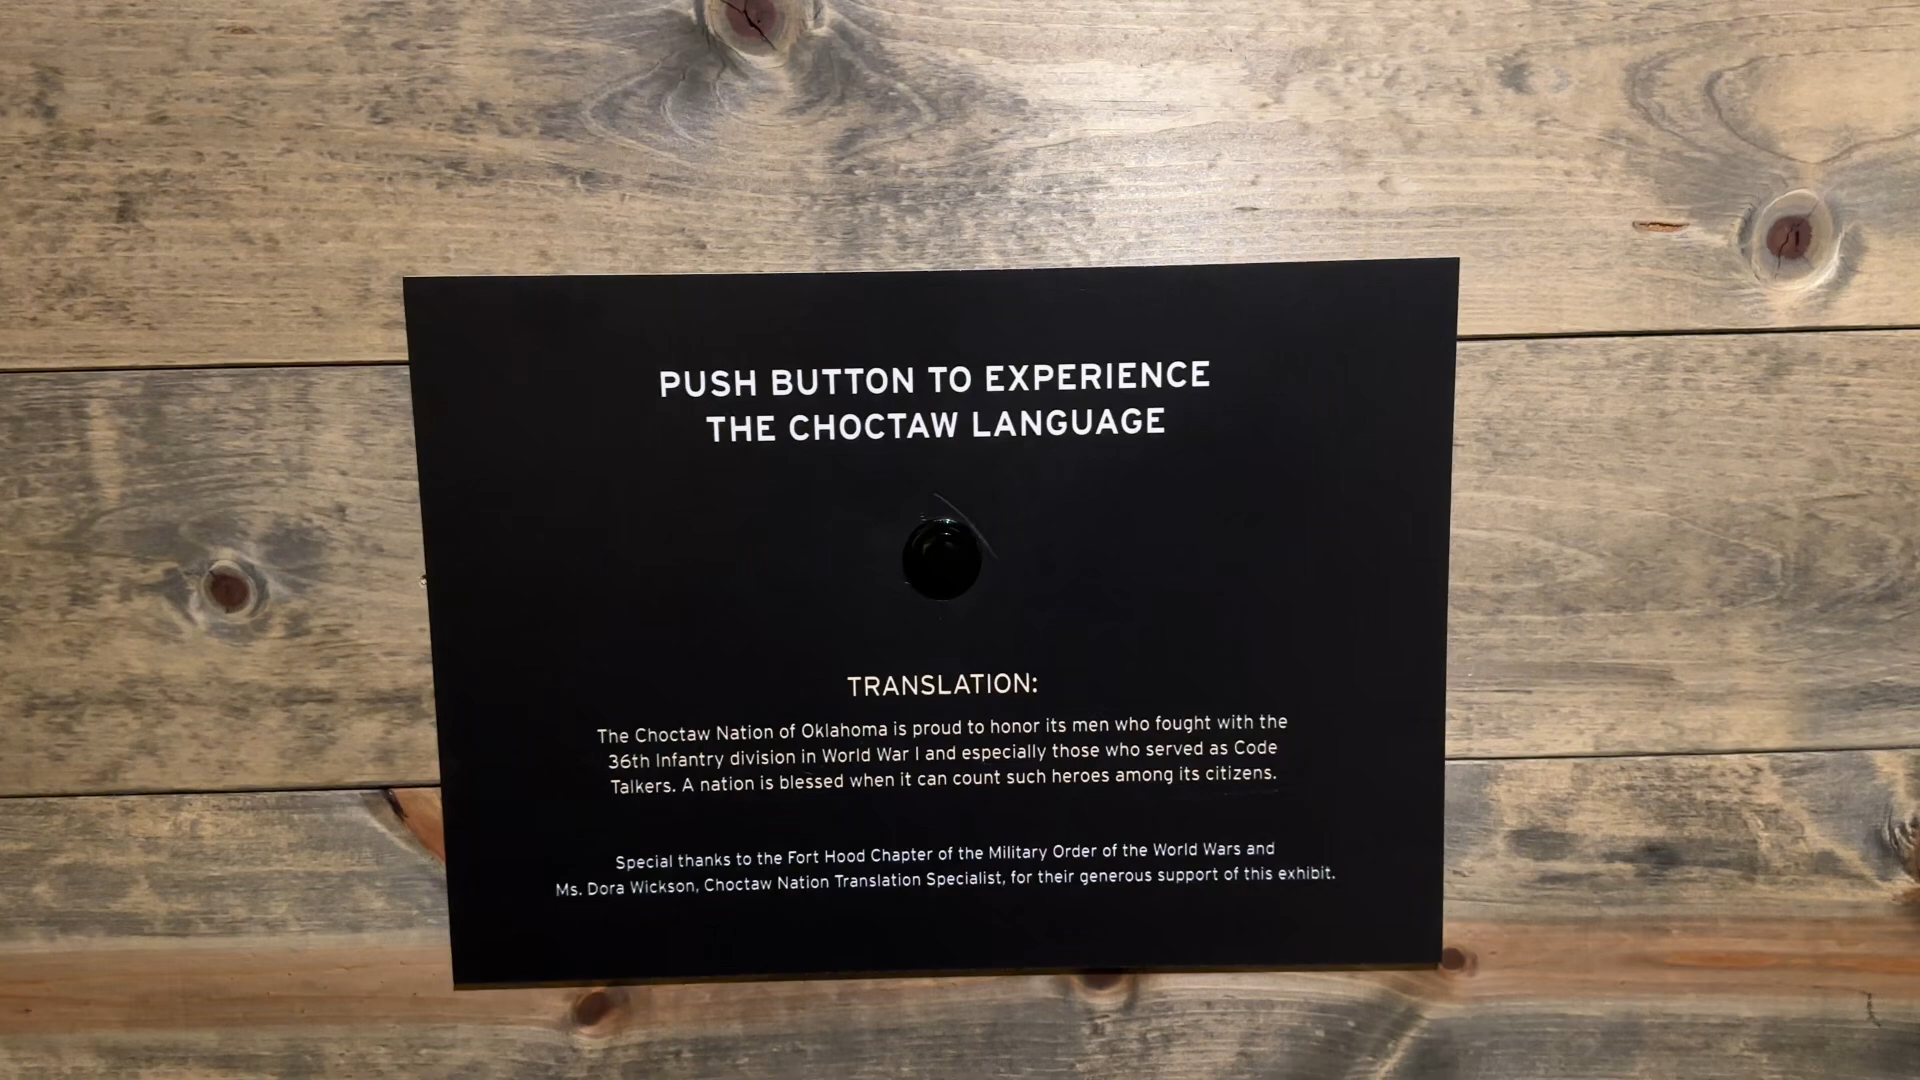 PUSH BUTTON TO EXPERIENCE
THE CHOCTAW LANGUAGE
TRANSLATION:
The Choctaw Nation of Oklahoma is proud to honor its men who fought with the
36th Infantry division in World War I and especially those who served as Code
Talkers. A nation is blessed when it can count such heroes among its citizens.
Special thanks to the Fort Hood Chapter of the Military Order of the World Wars and
Ms. Dora Wickson, Choctaw Nation Translation Specialist, for their generous support of this exhibit.